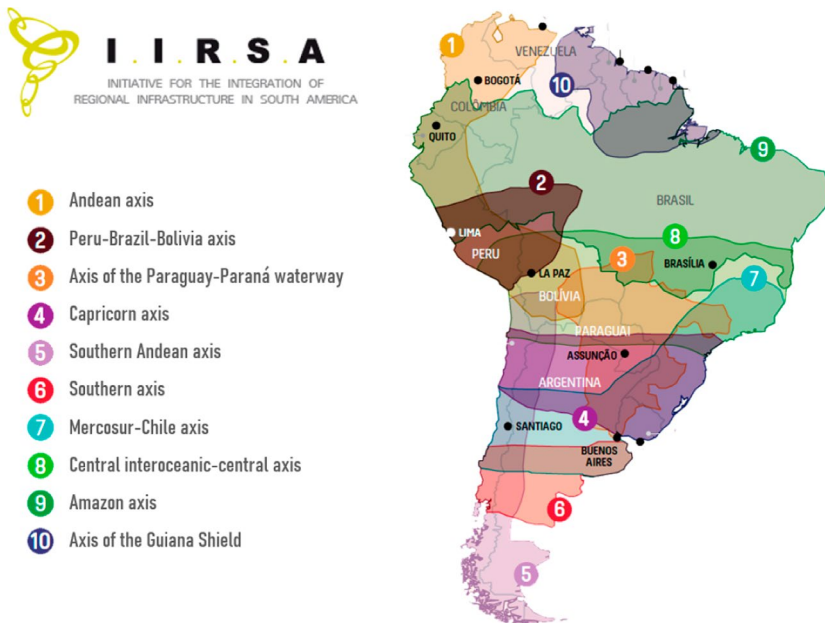 I.I.R.S.A
INITIATIVE FOR THE INTEGRATION OF
REGIONAL INFRASTRUCTURE IN SOUTH AMERICA
1 Andean axis
2 Peru-Brazil-Bolivia axis
3 Axis of the Paraguay-Paraná waterway
4 Capricorn axis
5 Southern Andean axis
6 Southern axis
7 Mercosur-Chile axis
8 Central interoceanic-central axis
9 Amazon axis
10 Axis of the Guiana Shield
1
VENEZUELA
BOGOTÁ
10
COLÔMBIA
QUITO
9
2
BRASIL
LIMA
8
PERU
3
BRASÍLIA
LA PAZ
7
BOLÍVIA
PARAGUAI
ASSUNÇÃO
ARGENTINA
4
SANTIAGO
BUENOS
AIRES
6
5